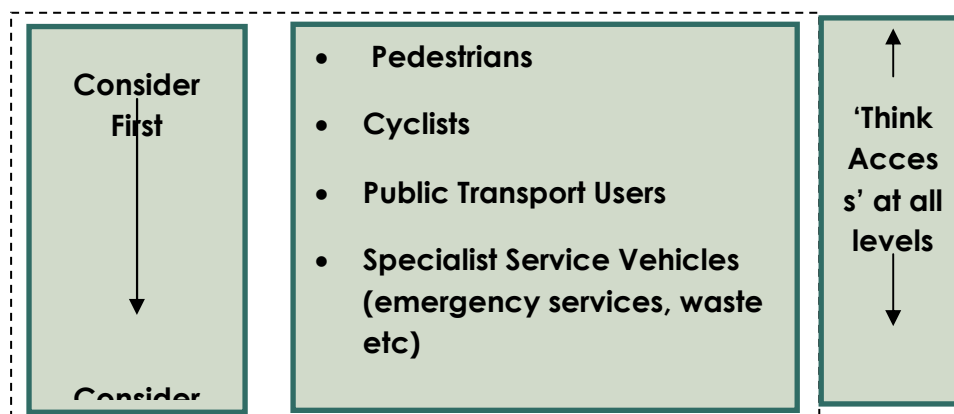 Consider
First
Consider
• Pedestrians
• Cyclists
• Public Transport Users
• Specialist Service Vehicles
(emergency services, waste
etc)
‘Think
Acces
s’ at all
levels